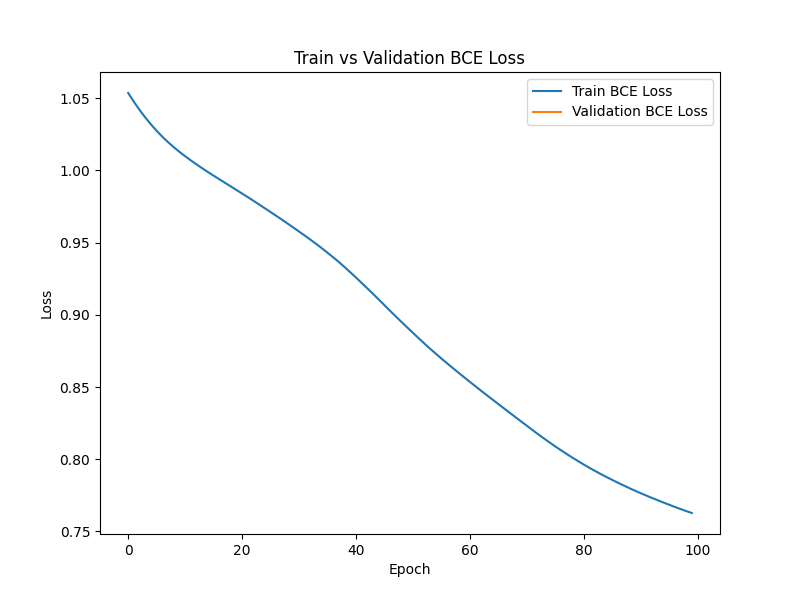 Train vs Validation BCE Loss
Train BCE Loss
Validation BCE Loss
1.05
1.00
0.95
0.90
0.85
0.80
0.75
Loss
0 20 40 60 80 100
Epoch